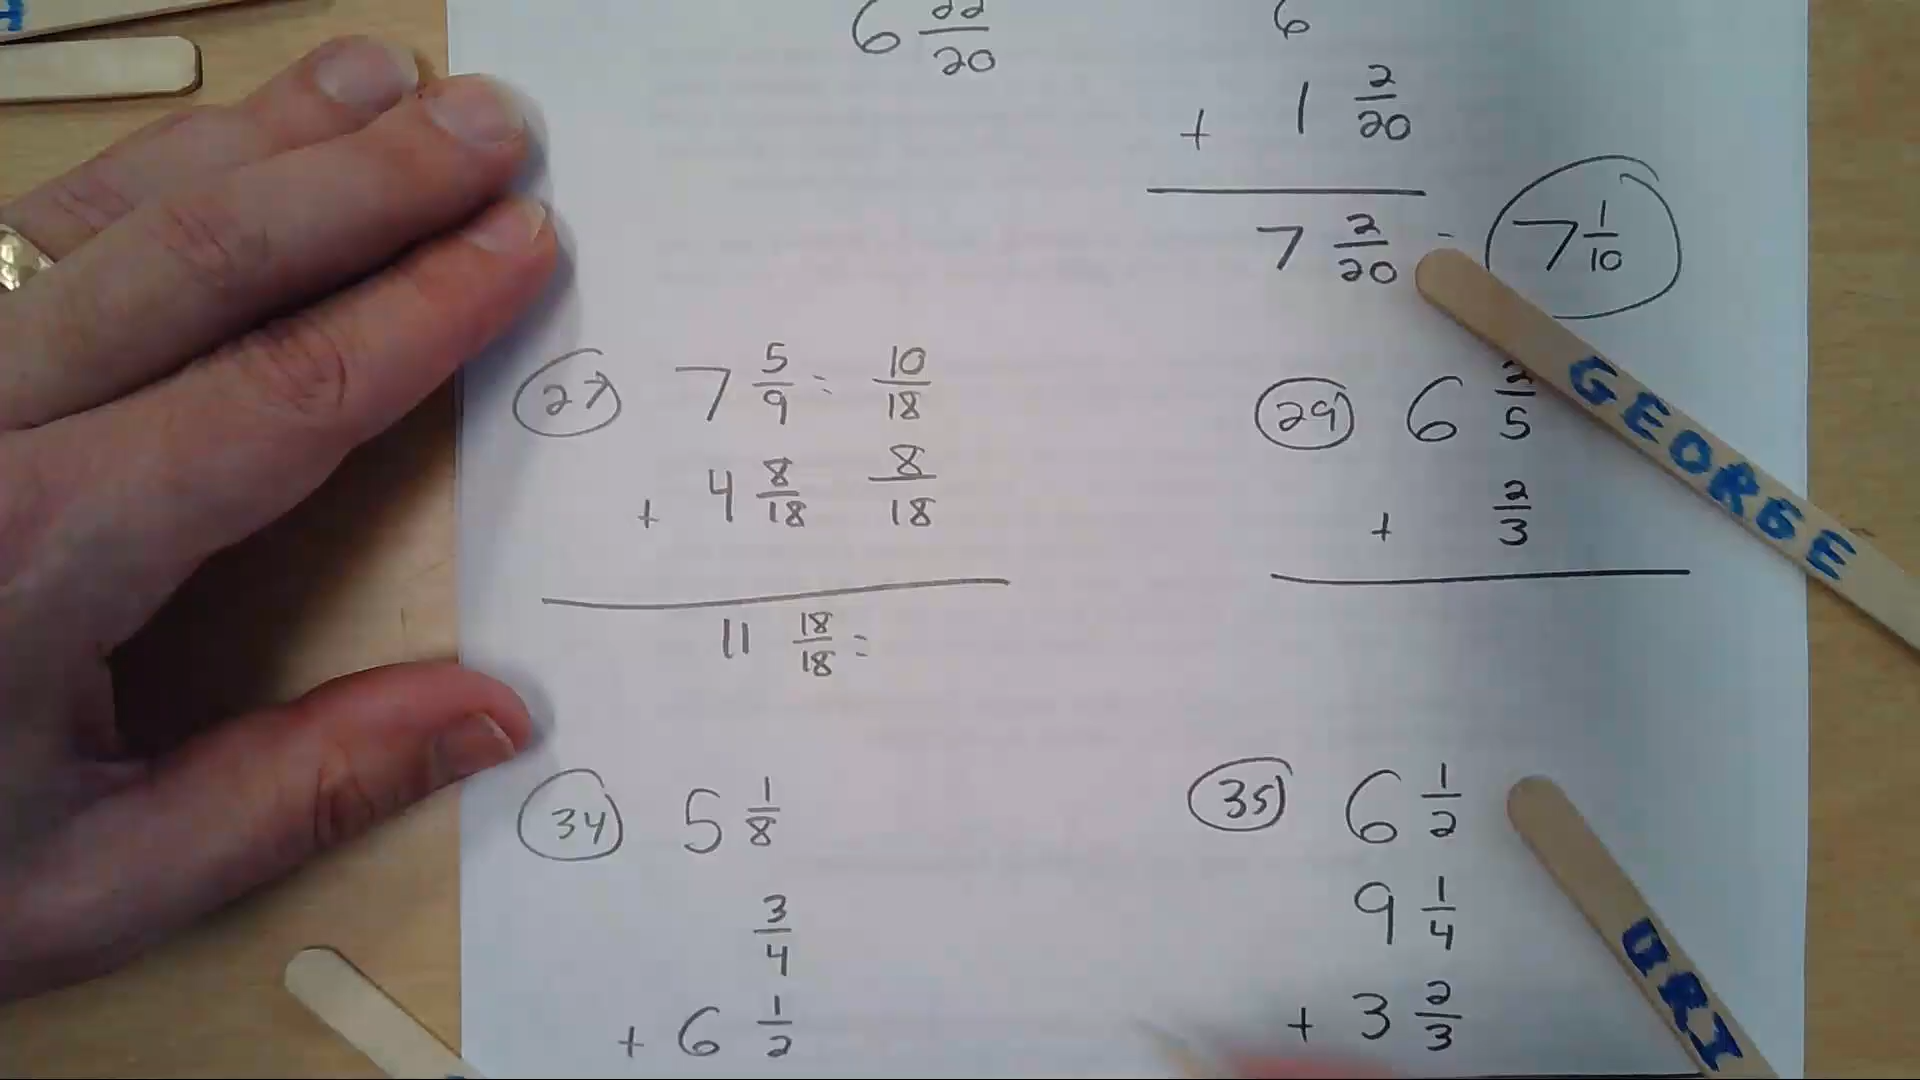 6 22/20
6
+ 1 2/20
7 2/20 = 7 1/10
27 7 5/9 = 10/18
+ 4 8/18 8/18
11 18/18 =
29 6 /5
+ 2/3
34 5 1/8
3/4
+ 6 1/2
35 6 1/2
9 1/4
+ 3 2/3
GEORGE
URI